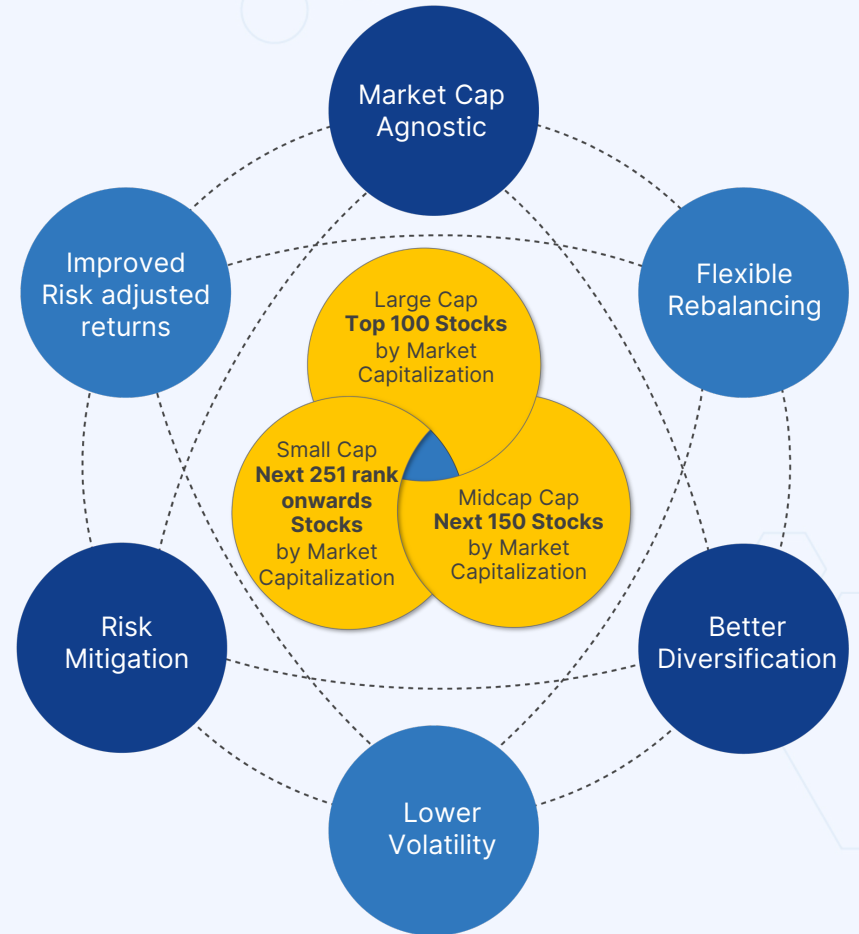 Market Cap
Agnostic
Improved
Risk adjusted
returns
Flexible
Rebalancing
Large Cap
Top 100 Stocks
by Market
Capitalization
Small Cap
Next 251 rank
onwards
Stocks
by Market
Capitalization
Midcap Cap
Next 150 Stocks
by Market
Capitalization
Risk
Mitigation
Better
Diversification
Lower
Volatility